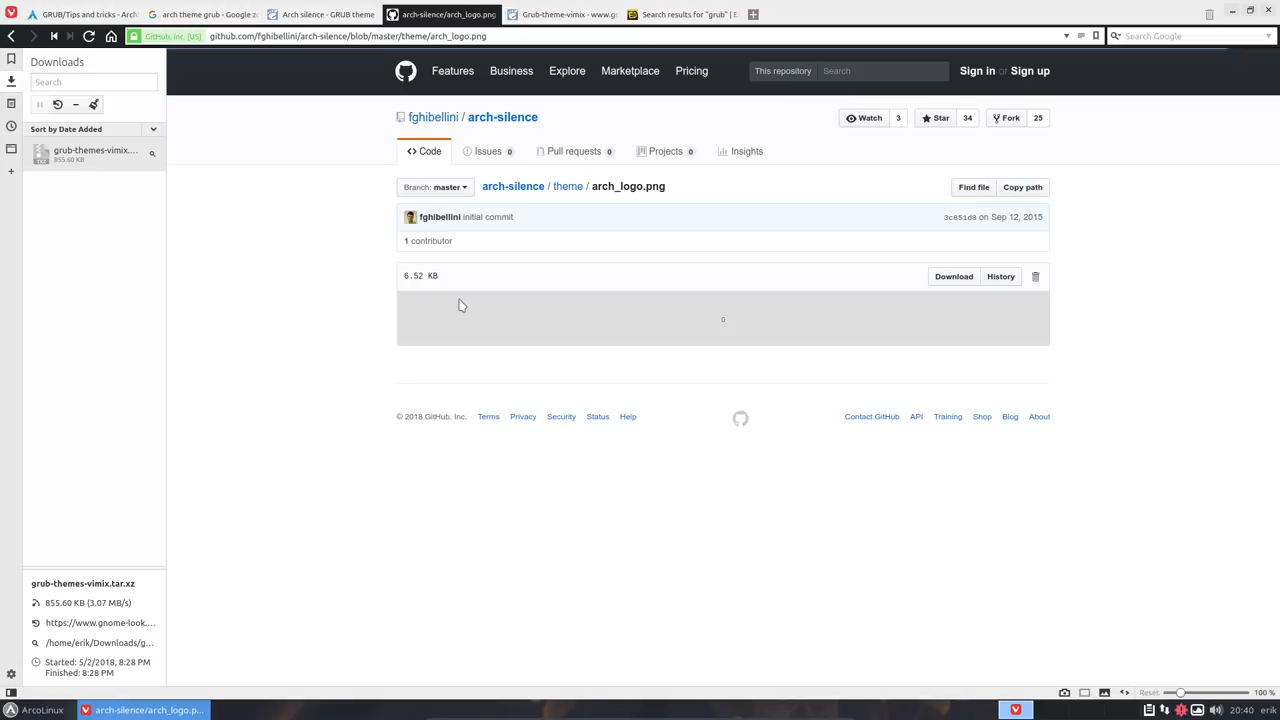 GRUB/Tips and tricks - Arch
arch theme grub - Google z
Arch silence - GRUB theme
arch-silence/arch_logo.png
Grub-theme-vimix - www.g
Search results for "grub" | E
GitHub, Inc. [US]
github.com/fghibellini/arch-silence/blob/master/theme/arch_logo.png
Search Google
Downloads
Search
Sort by Date Added
grub-themes-vimix....
855.60 KB
Features
Business
Explore
Marketplace
Pricing
This repository
Search
Sign in or Sign up
fghibellini / arch-silence
Watch 3
Star 34
Fork 25
Code
Issues 0
Pull requests 0
Projects 0
Insights
Branch: master
arch-silence / theme / arch_logo.png
Find file
Copy path
fghibellini initial commit
3c851d8 on Sep 12, 2015
1 contributor
6.52 KB
Download
History
© 2018 GitHub, Inc.
Terms
Privacy
Security
Status
Help
Contact GitHub
API
Training
Shop
Blog
About
grub-themes-vimix.tar.xz
855.60 KB (3.07 MB/s)
https://www.gnome-look....
/home/erik/Downloads/g...
Started: 5/2/2018, 8:28 PM
Finished: 8:28 PM
Reset
100 %
ArcoLinux
arch-silence/arch_logo.p...
20:40
erik